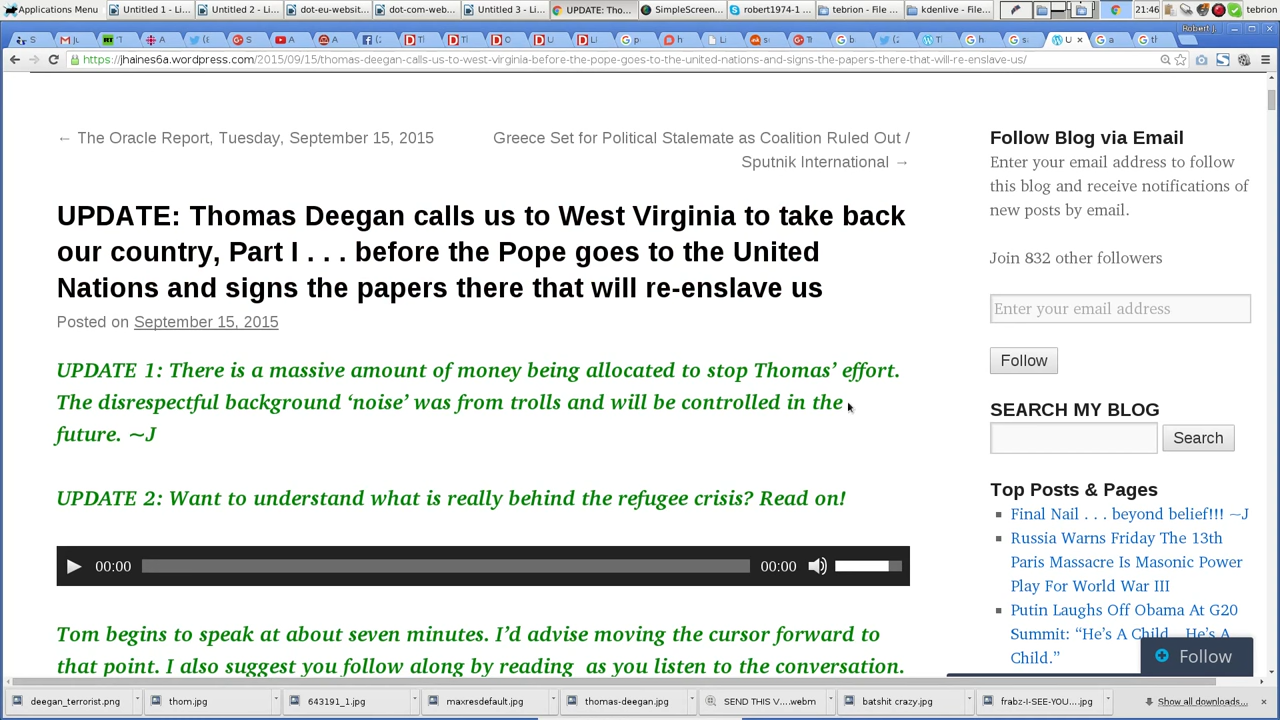 Applications Menu
Untitled 1 - Li...
Untitled 2 - Li...
dot-eu-websit...
dot-com-web...
Untitled 3 - Li...
UPDATE: Tho...
SimpleScreen...
robert1974-1 ...
tebrion - File ...
kdenlive - File...
21:46
tebrion
Robert J.
https://jhaines6a.wordpress.com/2015/09/15/thomas-deegan-calls-us-to-west-virginia-before-the-pope-goes-to-the-united-nations-and-signs-the-papers-there-that-will-re-enslave-us/
← The Oracle Report, Tuesday, September 15, 2015
Greece Set for Political Stalemate as Coalition Ruled Out /
Sputnik International →
UPDATE: Thomas Deegan calls us to West Virginia to take back
our country, Part I . . . before the Pope goes to the United
Nations and signs the papers there that will re-enslave us
Posted on September 15, 2015
UPDATE 1: There is a massive amount of money being allocated to stop Thomas’ effort.
The disrespectful background ‘noise’ was from trolls and will be controlled in the
future. ~J
UPDATE 2: Want to understand what is really behind the refugee crisis? Read on!
00:00
00:00
Tom begins to speak at about seven minutes. I’d advise moving the cursor forward to
that point. I also suggest you follow along by reading as you listen to the conversation.
Follow Blog via Email
Enter your email address to follow
this blog and receive notifications of
new posts by email.
Join 832 other followers
Enter your email address
Follow
SEARCH MY BLOG
Search
Top Posts & Pages
Final Nail . . . beyond belief!!! ~J
Russia Warns Friday The 13th
Paris Massacre Is Masonic Power
Play For World War III
Putin Laughs Off Obama At G20
Summit: “He’s A Child...He’s A
Child.”
Follow
deegan_terrorist.png
thom.jpg
643191_1.jpg
maxresdefault.jpg
thomas-deegan.jpg
SEND THIS V....webm
batshit crazy.jpg
frabz-I-SEE-YOU....jpg
Show all downloads...